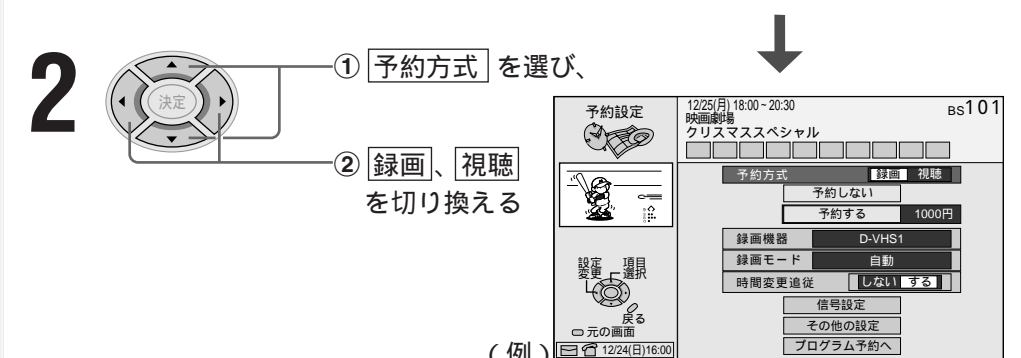 2
決定
① 予約方式 を選び、
② 録画、視聴
を切り換える
(例)
予約設定
12/25(月) 18:00~20:30
BS101
映画劇場
クリスマススペシャル
予約方式 録画 視聴
予約しない
予約する 1000円
録画機器 D-VHS1
録画モード 自動
時間変更追従 しない する
信号設定
その他の設定
プログラム予約へ
設定
変更
項目
選択
戻る
元の画面
12/24(日)16:00